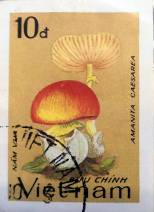 10đ
AMANITA CAESAREA
BƯU CHÍNH
Vietnam